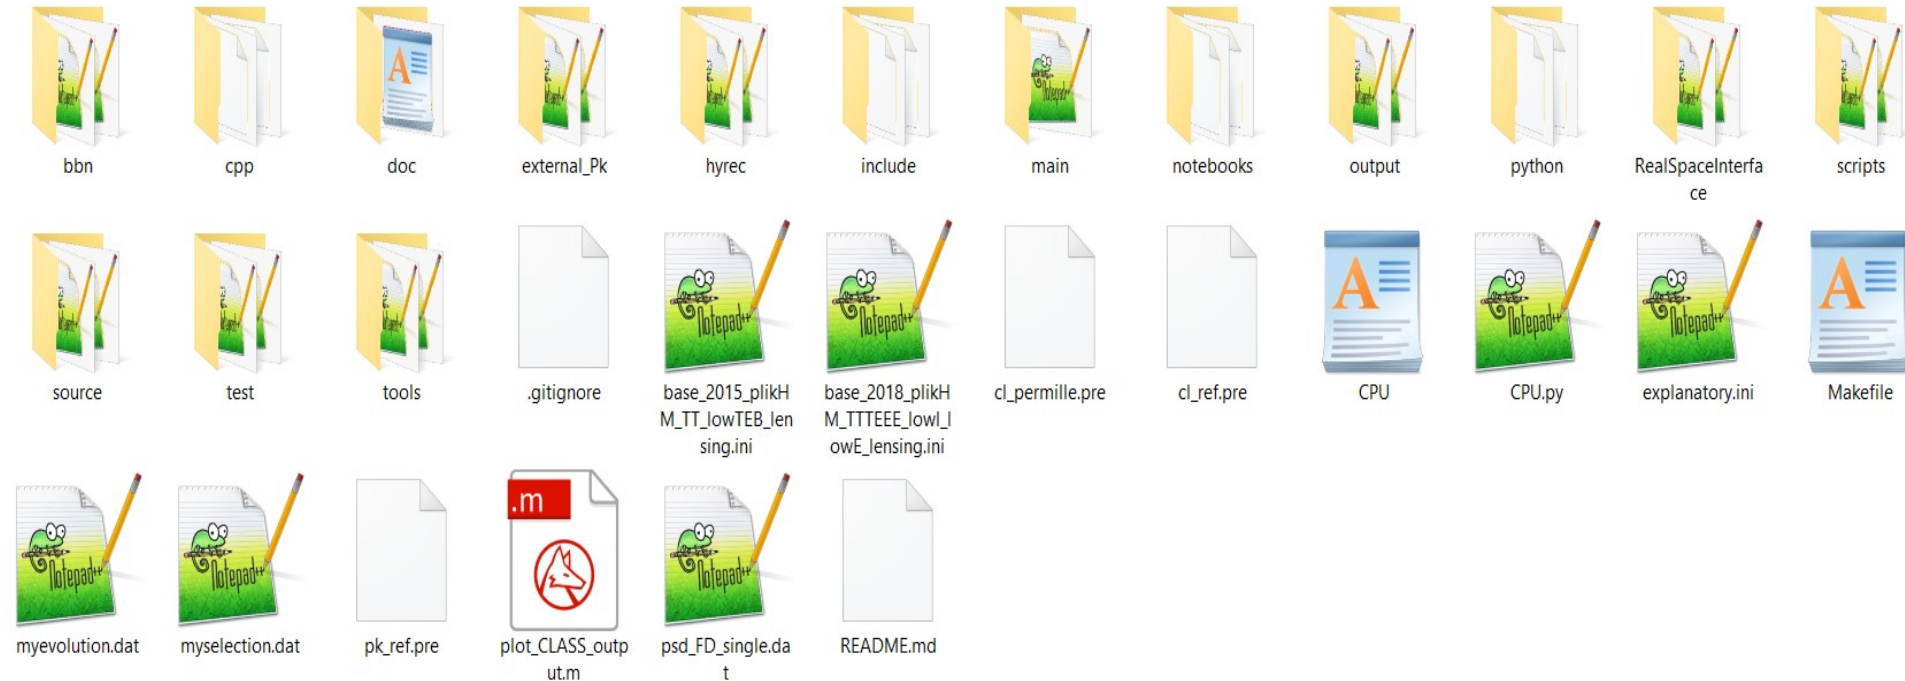 bbn
cpp
doc
external_Pk
hyrec
include
main
notebooks
output
python
RealSpaceInterfa
ce
scripts
source
test
tools
.gitignore
base_2015_plikH
M_TT_lowTEB_len
sing.ini
base_2018_plikH
M_TTTEEE_lowl_l
owE_lensing.ini
cl_permille.pre
cl_ref.pre
CPU
CPU.py
explanatory.ini
Makefile
myevolution.dat
myselection.dat
pk_ref.pre
.m
plot_CLASS_outp
ut.m
psd_FD_single.da
t
README.md